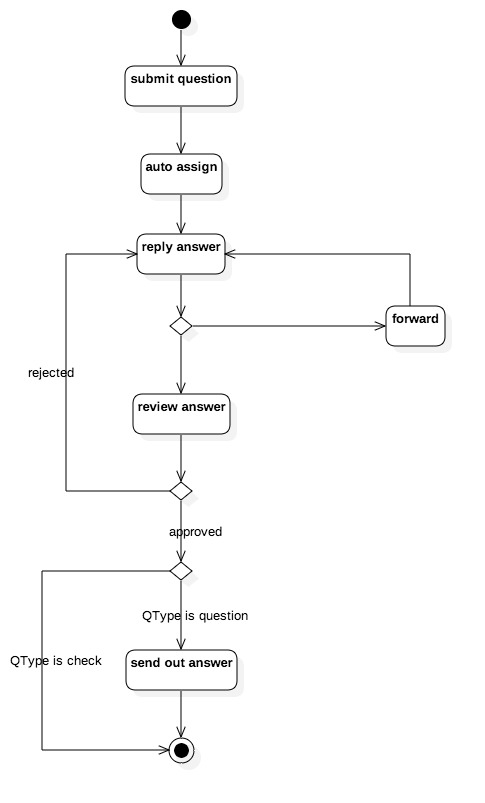 submit question
auto assign
reply answer
forward
rejected
review answer
approved
QType is question
QType is check
send out answer